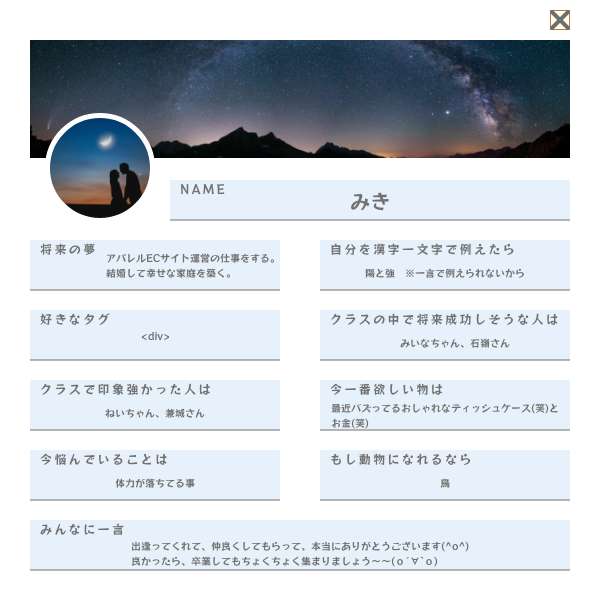 NAME
みき
将来の夢
アパレルECサイト運営の仕事をする。
結婚して幸せな家庭を築く。
自分を漢字一文字で例えたら
陽と強　※一言で例えられないから
好きなタグ
<div>
クラスの中で将来成功しそうな人は
みいなちゃん、石嶺さん
クラスで印象強かった人は
ねいちゃん、兼城さん
今一番欲しい物は
最近バズってるおしゃれなティッシュケース(笑)と
お金(笑)
今悩んでいることは
体力が落ちてる事
もし動物になれるなら
鳥
みんなに一言
出逢ってくれて、仲良くしてもらって、本当にありがとうございます(^o^)
良かったら、卒業してもちょくちょく集まりましょう～～(ｏ´∀`ｏ)